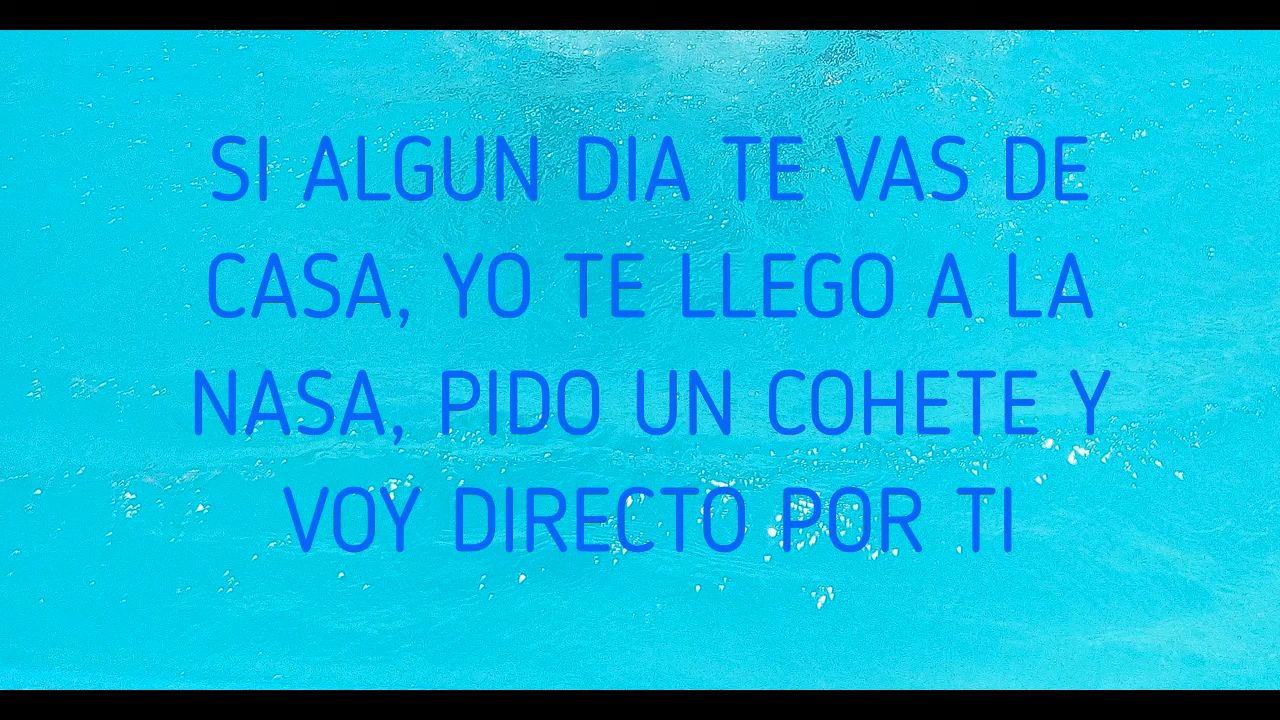 SI ALGUN DIA TE VAS DE
CASA, YO TE LLEGO A LA
NASA, PIDO UN COHETE Y
VOY DIRECTO POR TI